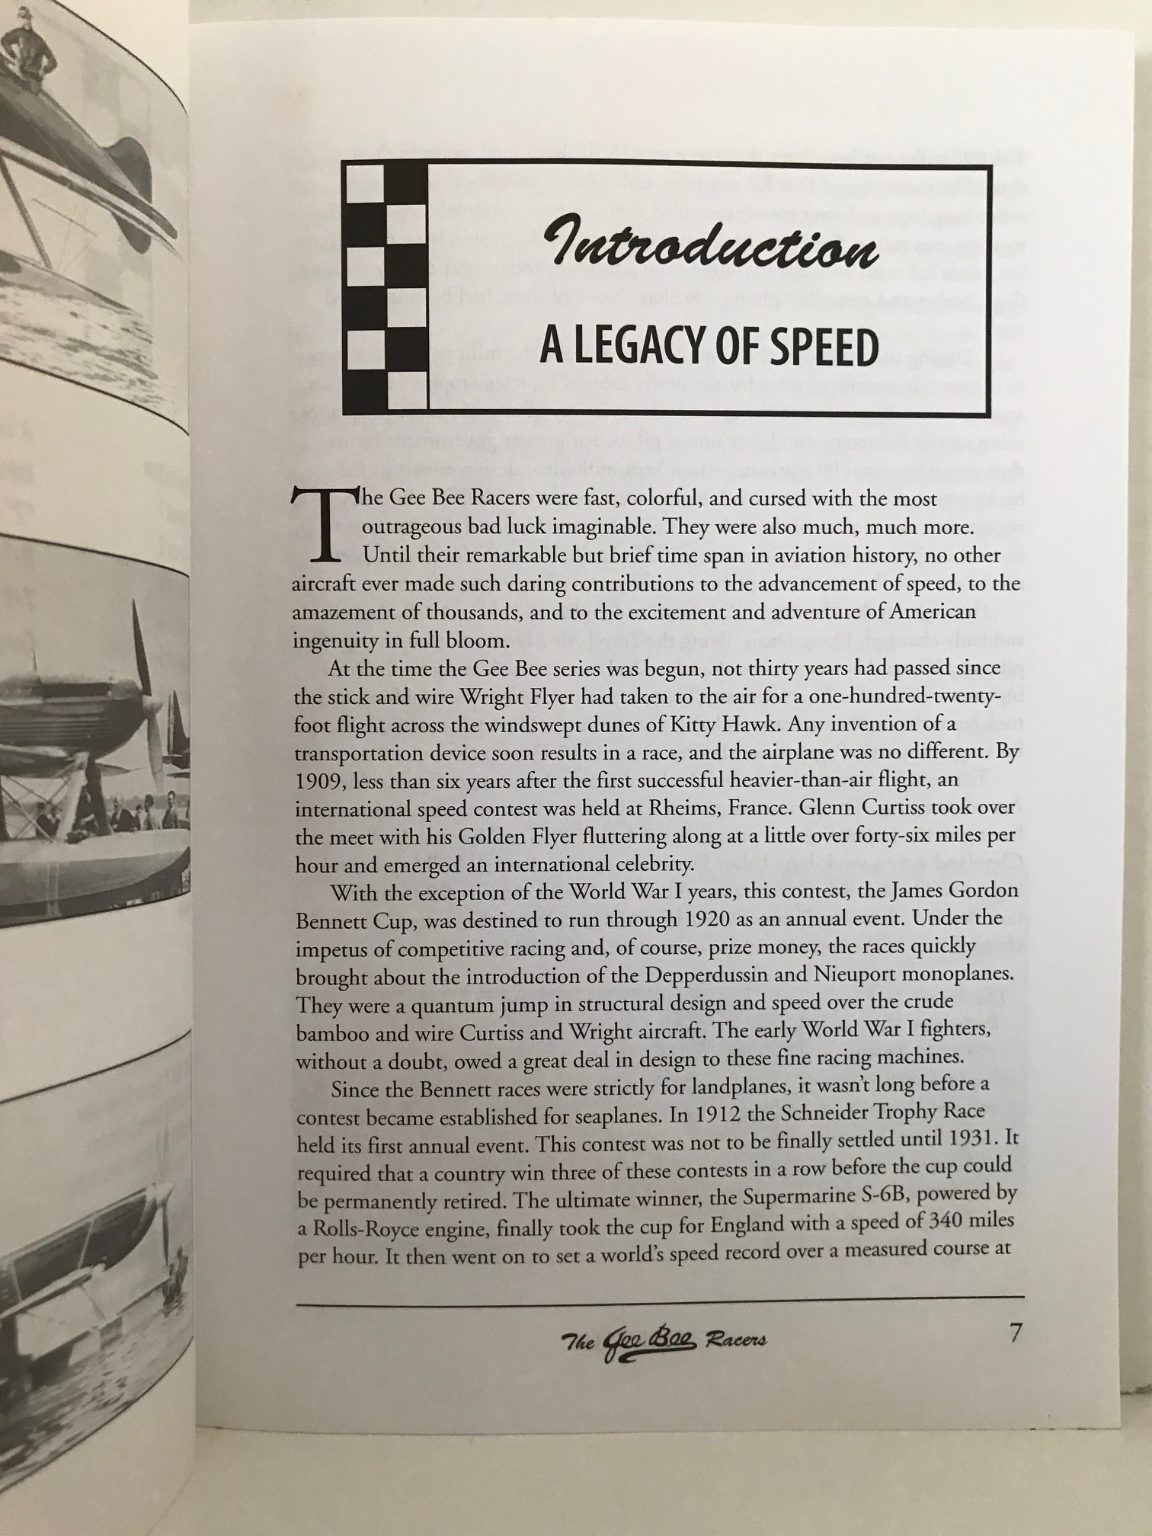 Introduction
A LEGACY OF SPEED
The Gee Bee Racers were fast, colorful, and cursed with the most
outrageous bad luck imaginable. They were also much, much more.
Until their remarkable but brief time span in aviation history, no other
aircraft ever made such daring contributions to the advancement of speed, to the
amazement of thousands, and to the excitement and adventure of American
ingenuity in full bloom.
At the time the Gee Bee series was begun, not thirty years had passed since
the stick and wire Wright Flyer had taken to the air for a one-hundred-twenty-
foot flight across the windswept dunes of Kitty Hawk. Any invention of a
transportation device soon results in a race, and the airplane was no different. By
1909, less than six years after the first successful heavier-than-air flight, an
international speed contest was held at Rheims, France. Glenn Curtiss took over
the meet with his Golden Flyer fluttering along at a little over forty-six miles per
hour and emerged an international celebrity.
With the exception of the World War I years, this contest, the James Gordon
Bennett Cup, was destined to run through 1920 as an annual event. Under the
impetus of competitive racing and, of course, prize money, the races quickly
brought about the introduction of the Depperdussin and Nieuport monoplanes.
They were a quantum jump in structural design and speed over the crude
bamboo and wire Curtiss and Wright aircraft. The early World War I fighters,
without a doubt, owed a great deal in design to these fine racing machines.
Since the Bennett races were strictly for landplanes, it wasn't long before a
contest became established for seaplanes. In 1912 the Schneider Trophy Race
held its first annual event. This contest was not to be finally settled until 1931. It
required that a country win three of these contests in a row before the cup could
be permanently retired. The ultimate winner, the Supermarine S-6B, powered by
a Rolls-Royce engine, finally took the cup for England with a speed of 340 miles
per hour. It then went on to set a world's speed record over a measured course at
The Gee Bee Racers
7